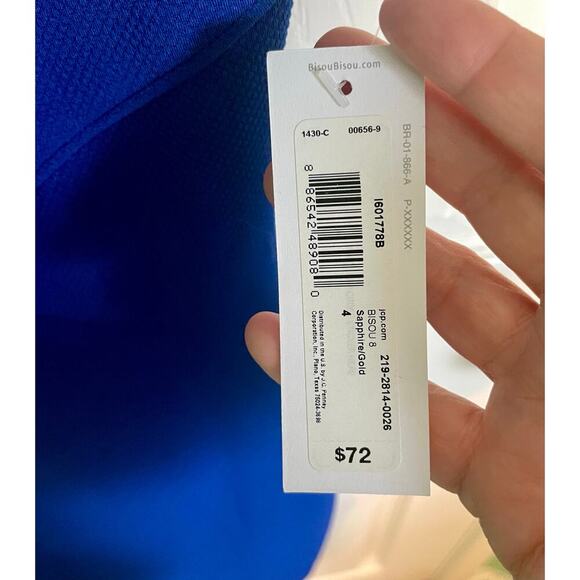 BisouBisou.com
1430-C 00656-9
BR-01-866-A P-XXXXXX
I601778B
8 86542 48908 0
jcp.com 219-2814-0026
BISOU 8
Sapphire/Gold
4
Distributed in the U.S. by J.C. Penney
Corporation, Inc., Plano, Texas 75024-3698
$72